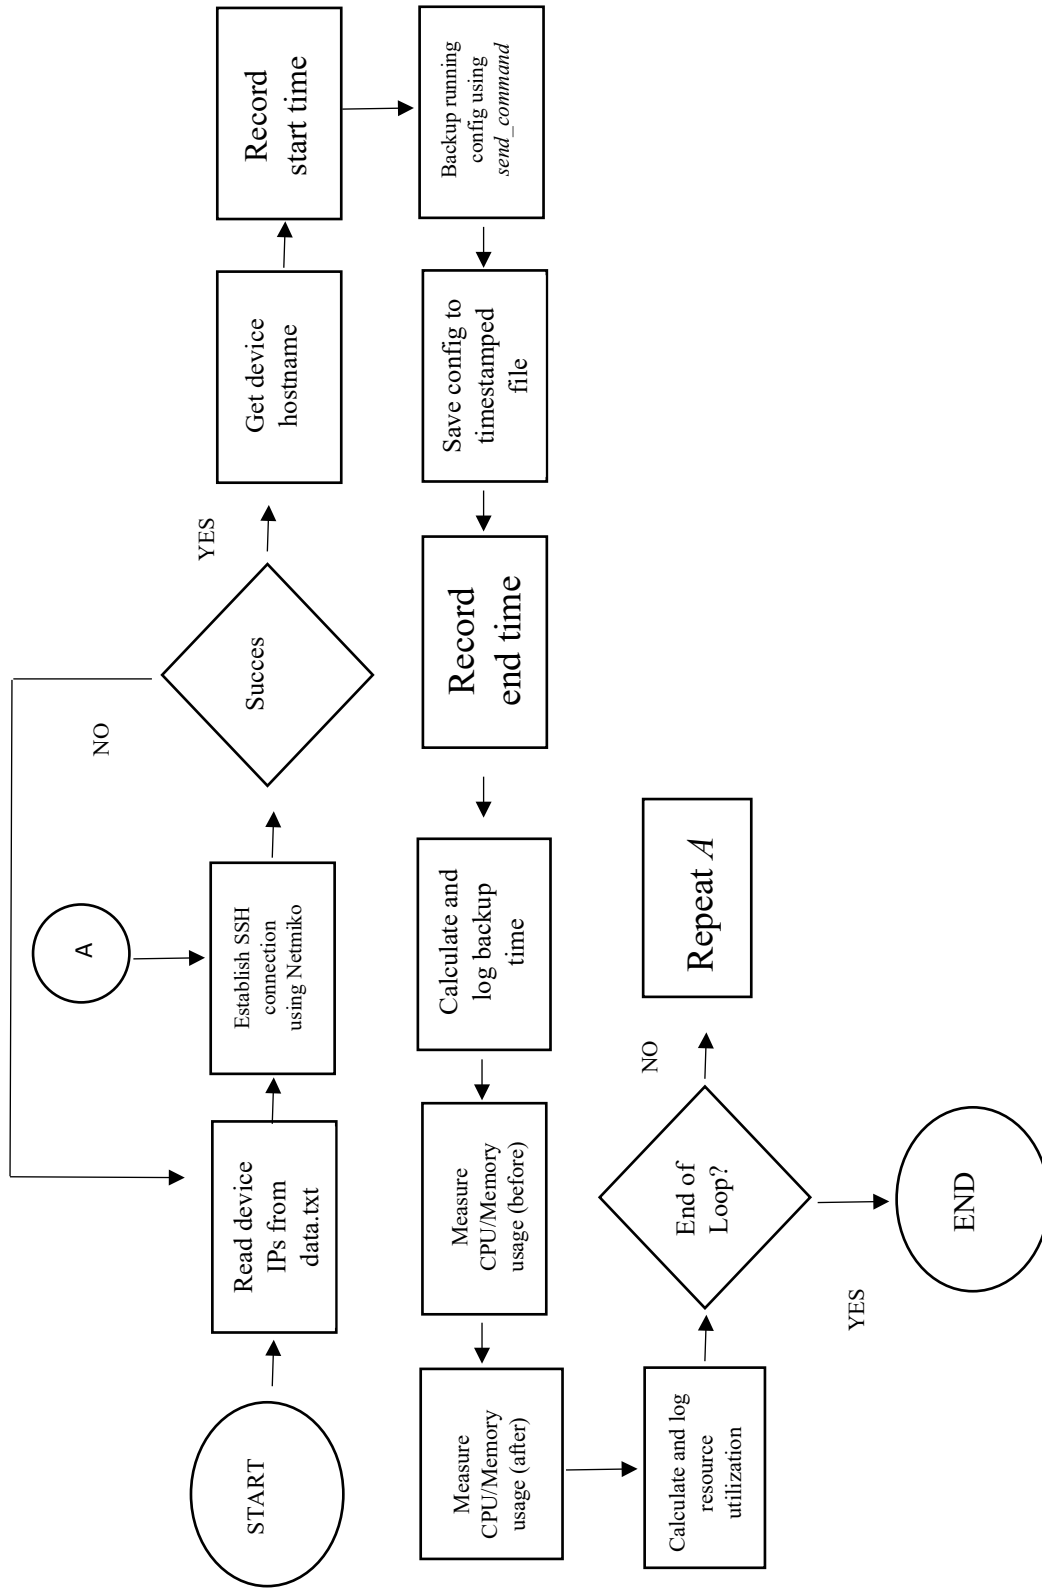 START
Read device
IPs from
data.txt
A
Establish SSH
connection
using Netmiko
Succes
NO
YES
Get device
hostname
Record
start time
Backup running
config using
send_command
Save config to
timestamped
file
Record
end time
Calculate and
log backup
time
Measure
CPU/Memory
usage (before)
Measure
CPU/Memory
usage (after)
Calculate and log
resource
utilization
End of
Loop?
NO
Repeat A
YES
END